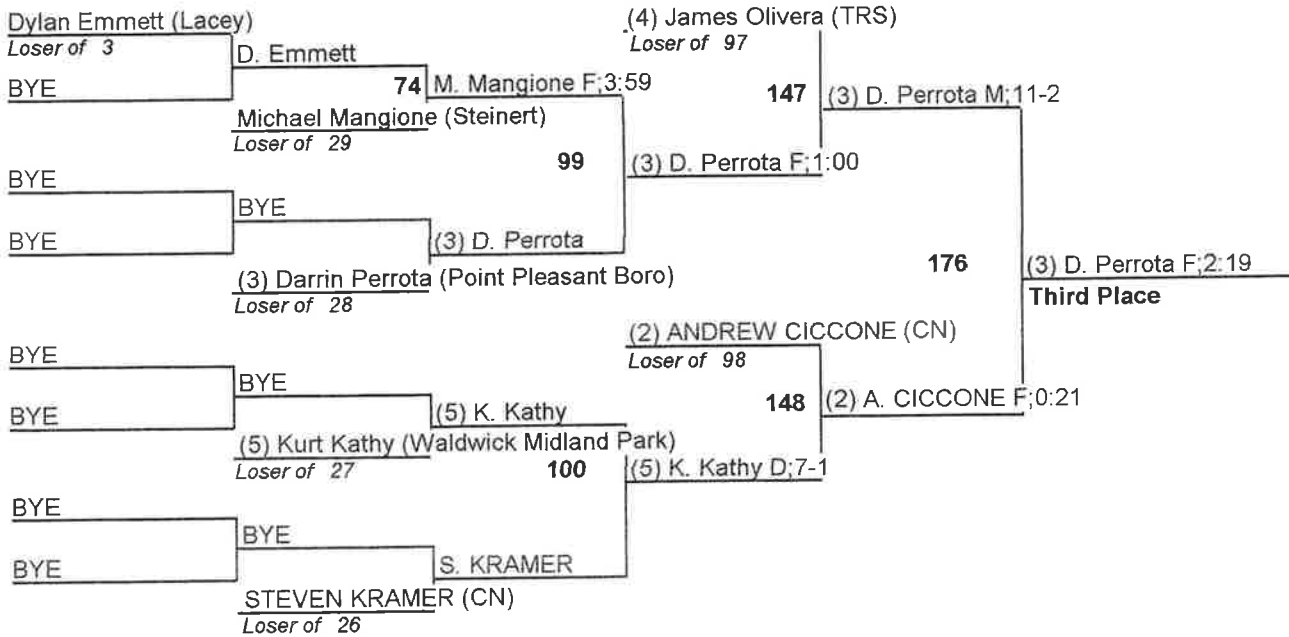 Dylan Emmett (Lacey)
Loser of 3
BYE
D. Emmett
74
Michael Mangione (Steinert)
Loser of 29
M. Mangione F;3:59
BYE
BYE
BYE
(3) Darrin Perrota (Point Pleasant Boro)
Loser of 28
(3) D. Perrota
99
(4) James Olivera (TRS)
Loser of 97
(3) D. Perrota F;1:00
147
(3) D. Perrota M;11-2
BYE
BYE
BYE
(5) Kurt Kathy (Waldwick Midland Park)
Loser of 27
(5) K. Kathy
100
BYE
BYE
BYE
STEVEN KRAMER (CN)
Loser of 26
S. KRAMER
(2) ANDREW CICCONE (CN)
Loser of 98
(5) K. Kathy D;7-1
148
(2) A. CICCONE F;0:21
176
(3) D. Perrota F;2:19
Third Place